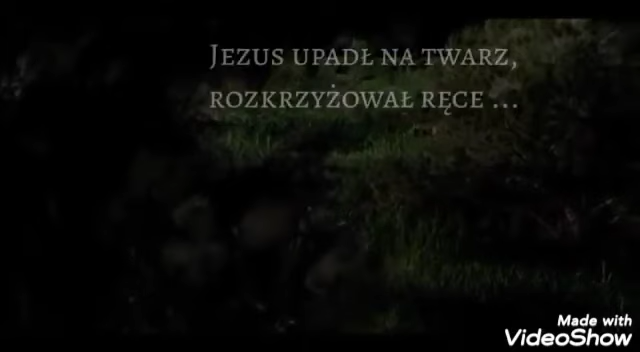 Jezus upadł na twarz,
rozkrzyżował ręce ...
Made with
VideoShow